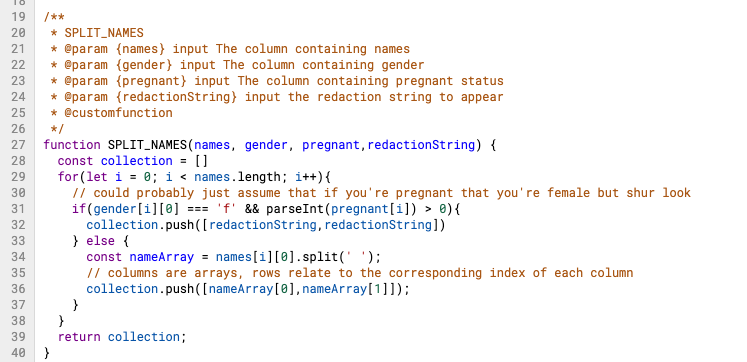 18
19 /**
20 * SPLIT_NAMES
21 * @param {names} input The column containing names
22 * @param {gender} input The column containing gender
23 * @param {pregnant} input The column containing pregnant status
24 * @param {redactionString} input the redaction string to appear
25 * @customfunction
26 */
27 function SPLIT_NAMES(names, gender, pregnant,redactionString) {
28 const collection = []
29 for(let i = 0; i < names.length; i++){
30 // could probably just assume that if you're pregnant that you're female but shur look
31 if(gender[i][0] === 'f' && parseInt(pregnant[i]) > 0){
32 collection.push([redactionString,redactionString])
33 } else {
34 const nameArray = names[i][0].split(' ');
35 // columns are arrays, rows relate to the corresponding index of each column
36 collection.push([nameArray[0],nameArray[1]]);
37 }
38 }
39 return collection;
40 }